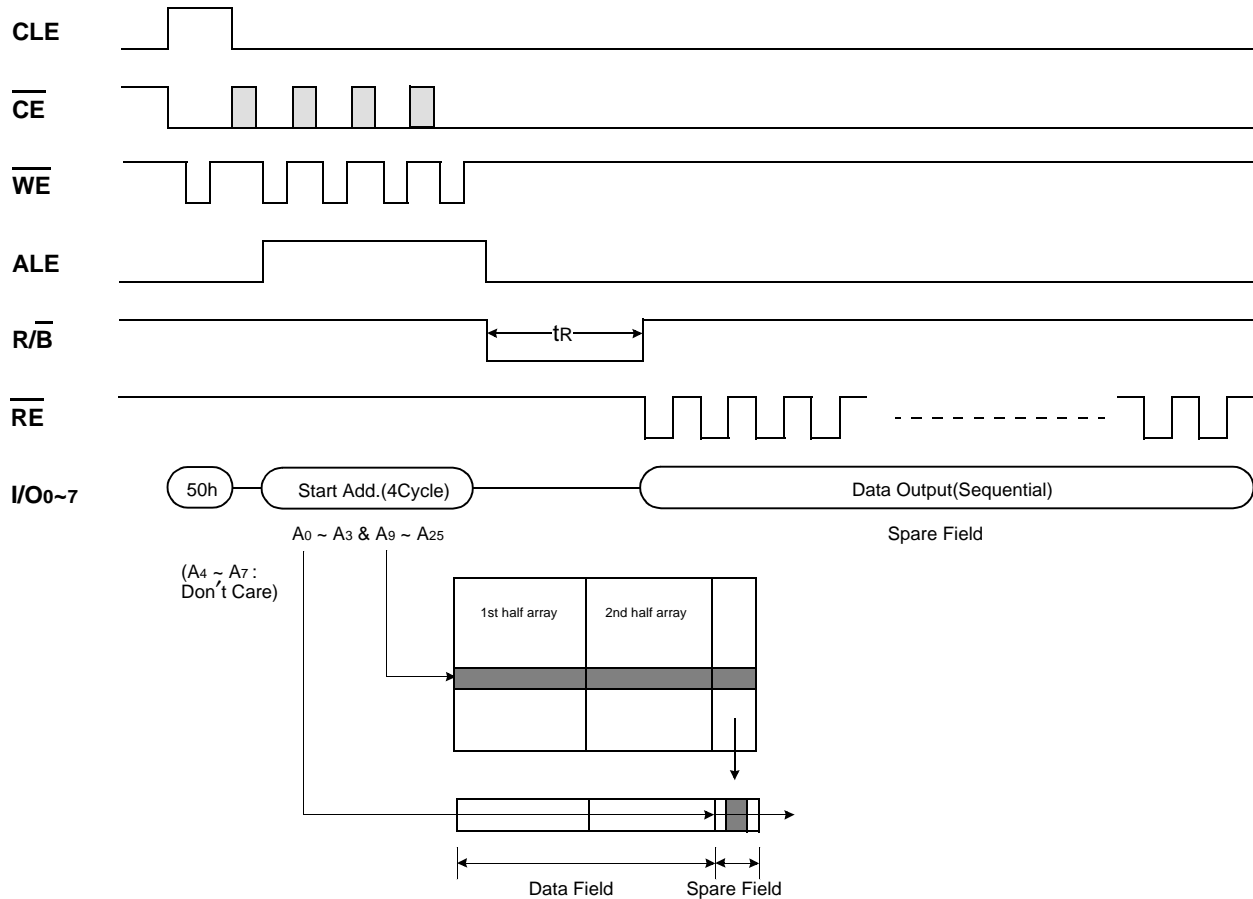 CLE
CE
WE
ALE
R/B
tR
RE
I/O0~7
50h
Start Add.(4Cycle)
Data Output(Sequential)
A0 ~ A3 & A9 ~ A25
Spare Field
(A4 ~ A7 :
Don't Care)
1st half array
2nd half array
Data Field
Spare Field